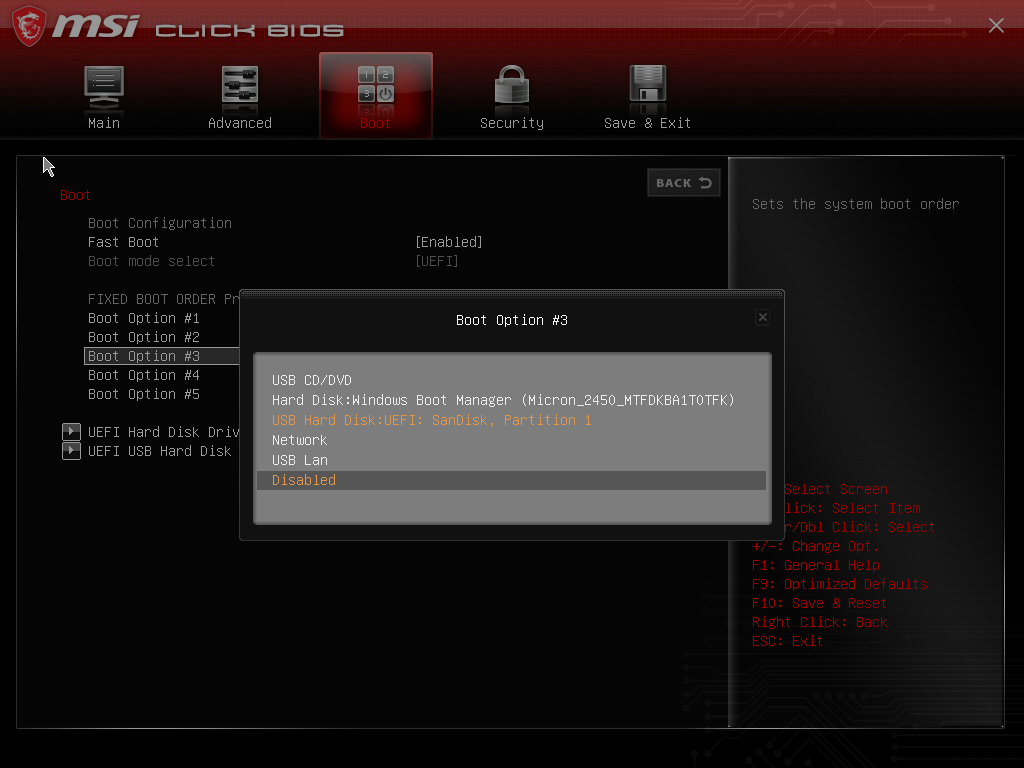 msi CLICK BIOS
Main
Advanced
Boot
Security
Save & Exit
BACK
Boot
Boot Configuration
Fast Boot [Enabled]
Boot mode select [UEFI]
FIXED BOOT ORDER Pr
Boot Option #1
Boot Option #2
Boot Option #3
Boot Option #4
Boot Option #5
UEFI Hard Disk Driv
UEFI USB Hard Disk
Boot Option #3
USB CD/DVD
Hard Disk:Windows Boot Manager (Micron_2450_MTFDKBA1T0TFK)
USB Hard Disk:UEFI: SanDisk, Partition 1
Network
USB Lan
Disabled
Sets the system boot order
Select Screen
lick: Select Item
r/Dbl Click: Select
+/-: Change Opt.
F1: General Help
F9: Optimized Defaults
F10: Save & Reset
Right Click: Back
ESC: Exit